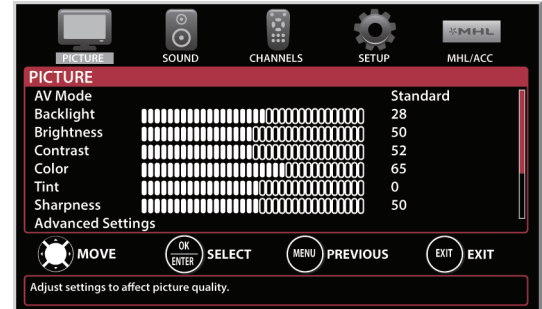 PICTURE SOUND CHANNELS SETUP MHL MHL/ACC
PICTURE
AV Mode Standard
Backlight 28
Brightness 50
Contrast 52
Color 65
Tint 0
Sharpness 50
Advanced Settings
MOVE OK ENTER SELECT MENU PREVIOUS EXIT EXIT
Adjust settings to affect picture quality.